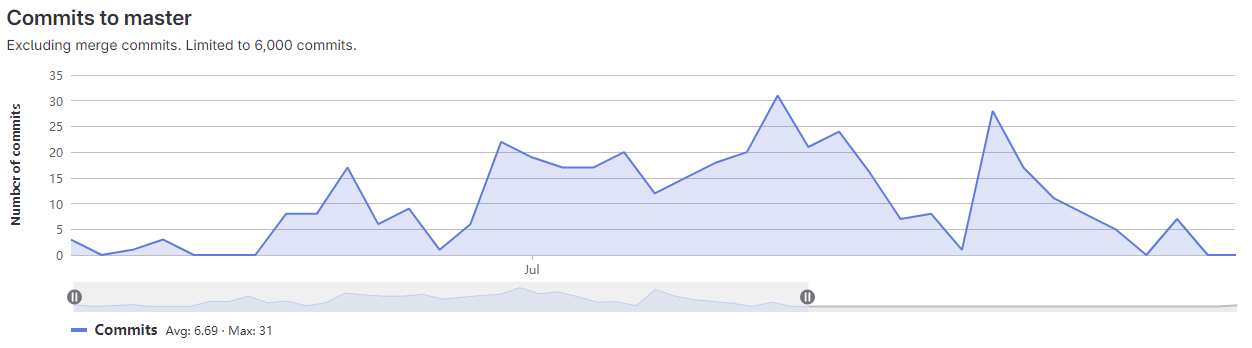 Commits to master
Excluding merge commits. Limited to 6,000 commits.
Number of commits
35
30
25
20
15
10
5
0
Jul
Commits Avg: 6.69 · Max: 31